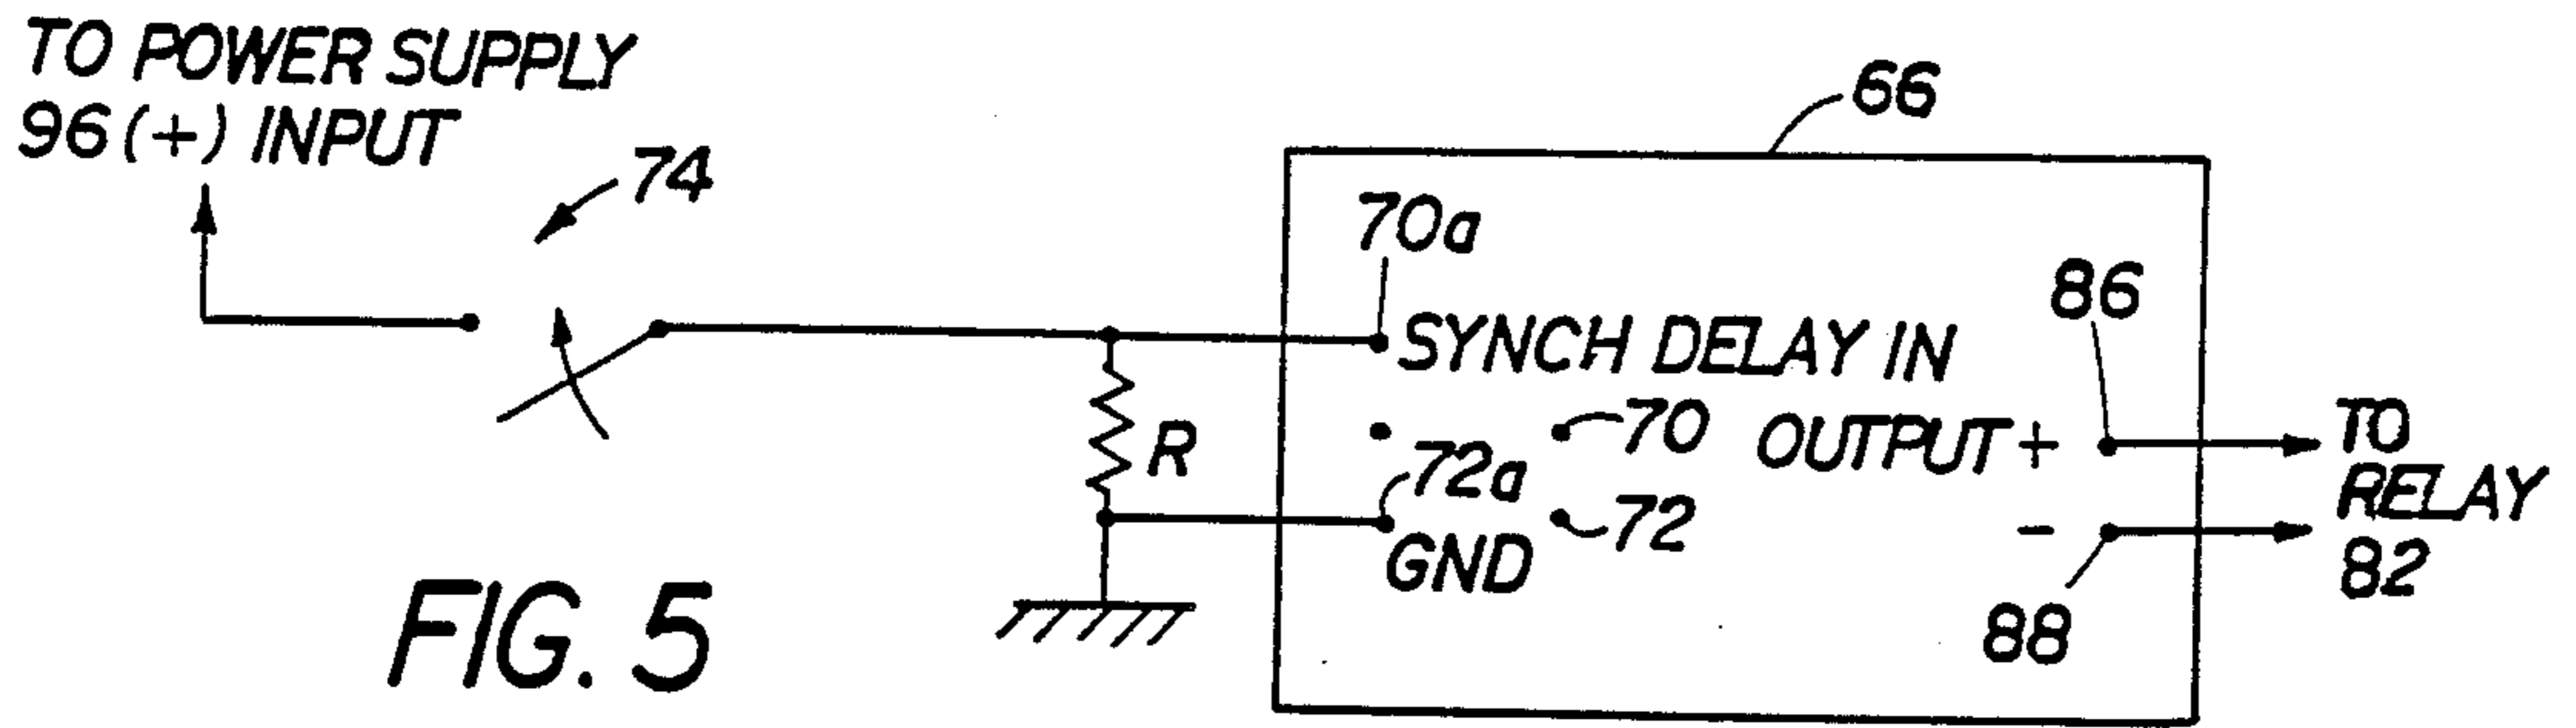 TO POWER SUPPLY
96 (+) INPUT
74
66
70a
SYNCH DELAY IN
86
70
OUTPUT +
TO
RELAY
82
R
72a
72
-
GND
88
FIG. 5